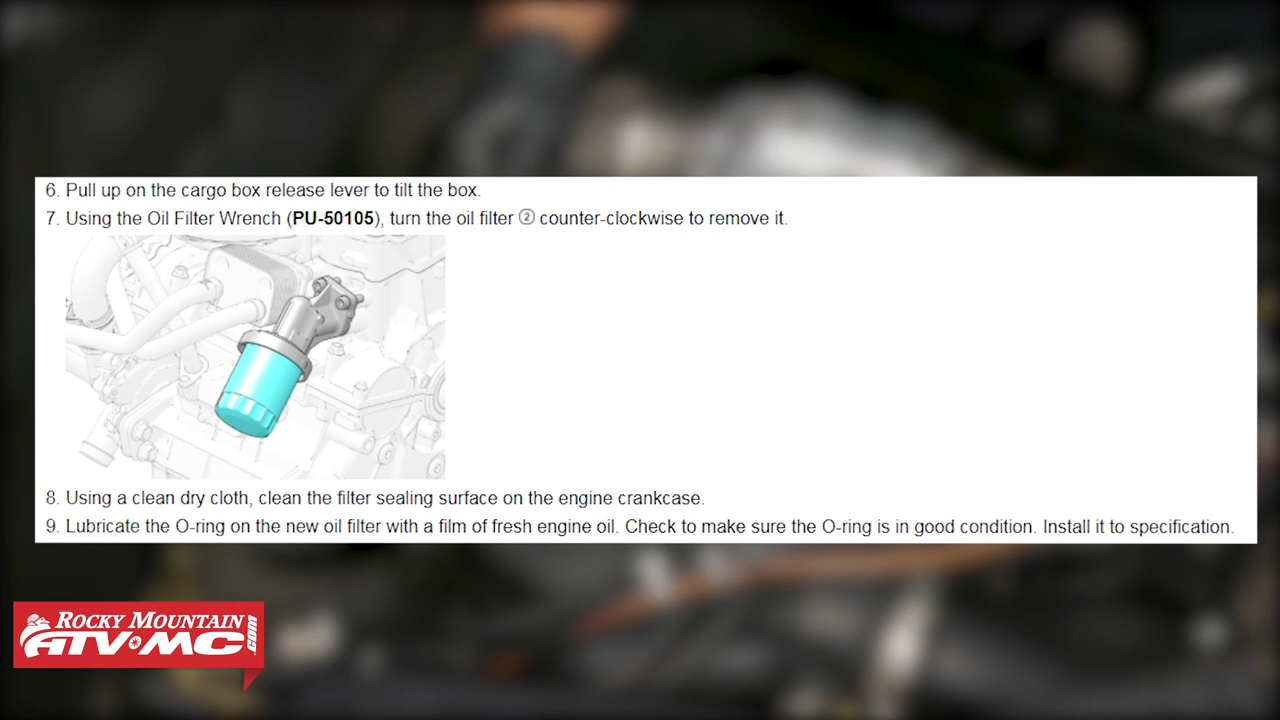 6. Pull up on the cargo box release lever to tilt the box.
7. Using the Oil Filter Wrench (PU-50105), turn the oil filter ② counter-clockwise to remove it.
8. Using a clean dry cloth, clean the filter sealing surface on the engine crankcase.
9. Lubricate the O-ring on the new oil filter with a film of fresh engine oil. Check to make sure the O-ring is in good condition. Install it to specification.
ROCKY MOUNTAIN
ATV MC .com